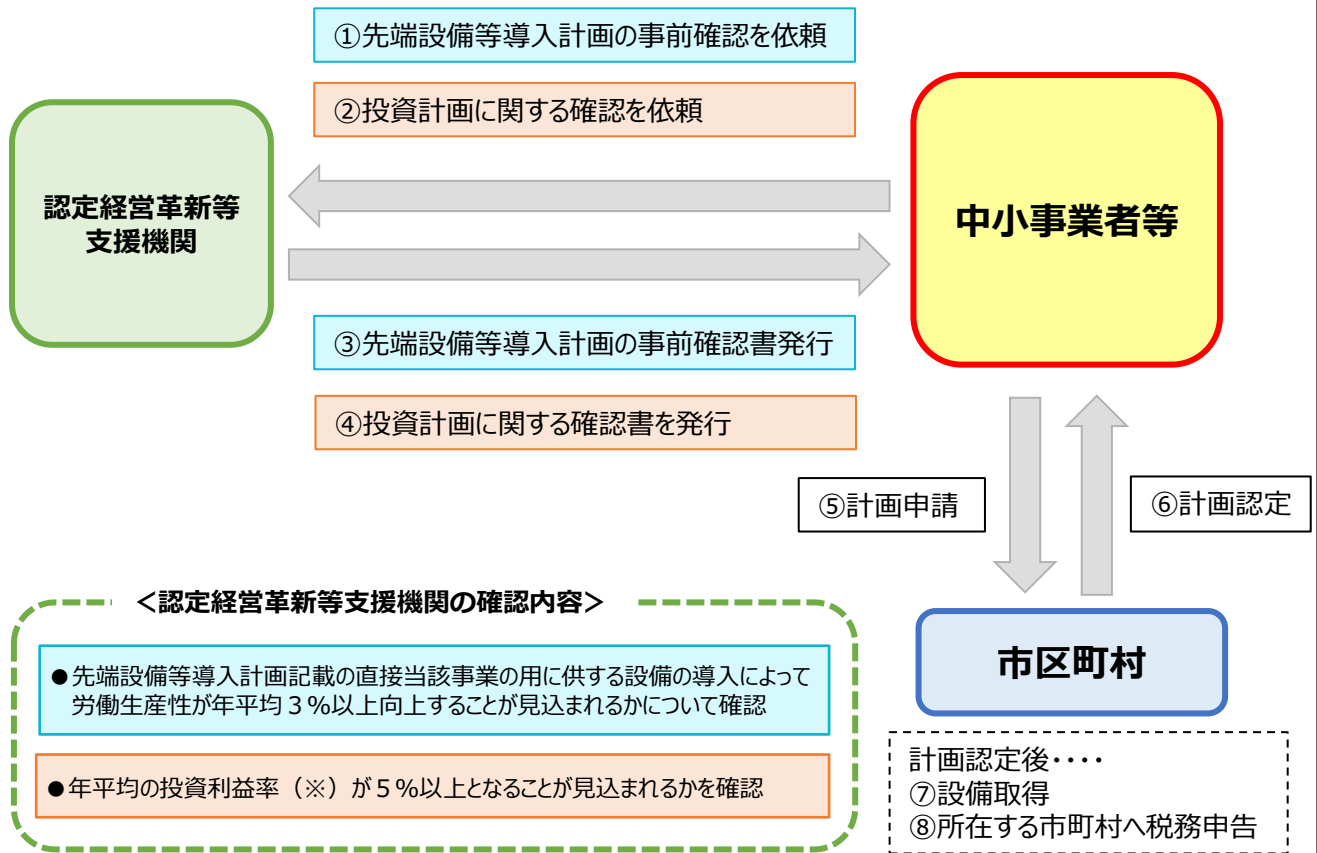 ①先端設備等導入計画の事前確認を依頼
②投資計画に関する確認を依頼
認定経営革新等
支援機関
中小事業者等
③先端設備等導入計画の事前確認書発行
④投資計画に関する確認書を発行
⑤計画申請
⑥計画認定
＜認定経営革新等支援機関の確認内容＞
●先端設備等導入計画記載の直接当該事業の用に供する設備の導入によって
労働生産性が年平均３％以上向上することが見込まれるかについて確認
●年平均の投資利益率（※）が５％以上となることが見込まれるかを確認
市区町村
計画認定後・・・・
⑦設備取得
⑧所在する市町村へ税務申告